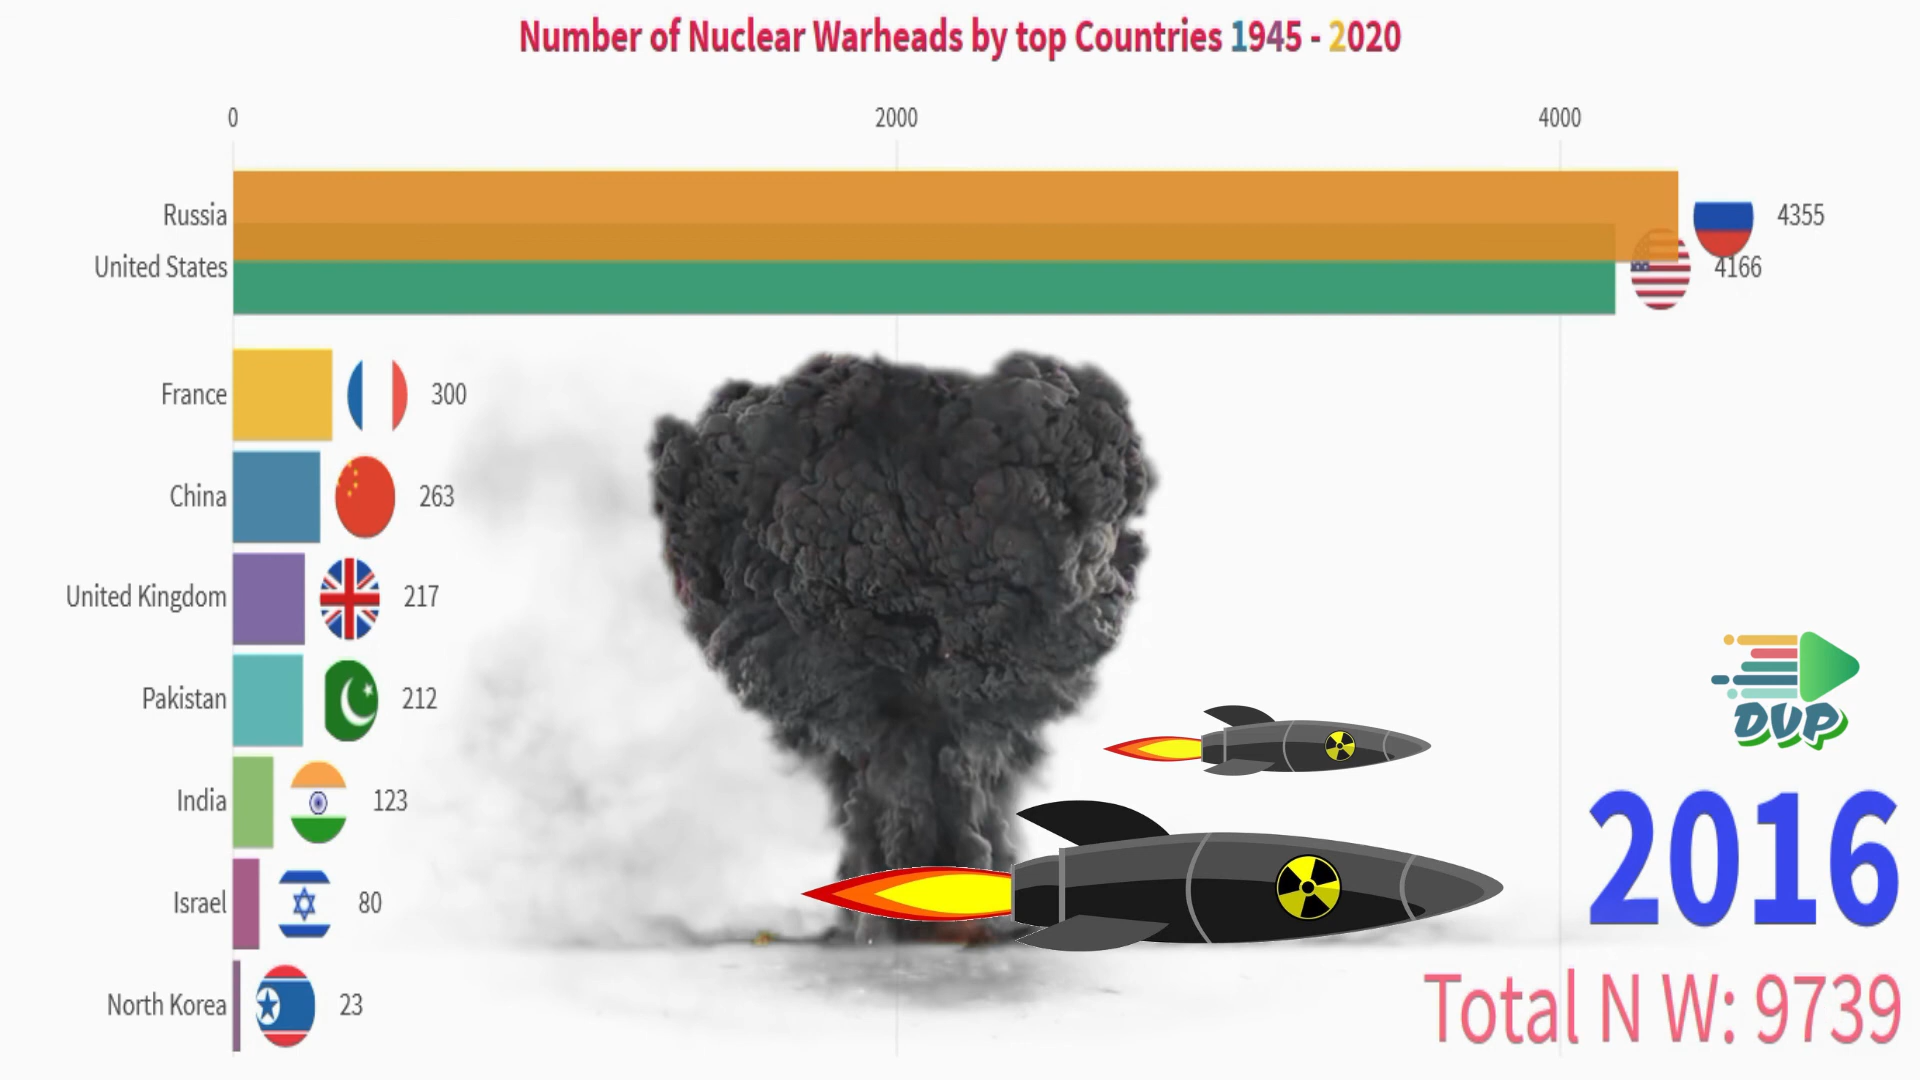 Number of Nuclear Warheads by top Countries 1945 - 2020
0 2000 4000
Russia 4355
United States 4166
France 300
China 263
United Kingdom 217
Pakistan 212
India 123
Israel 80
North Korea 23
DVP
2016
Total N W: 9739